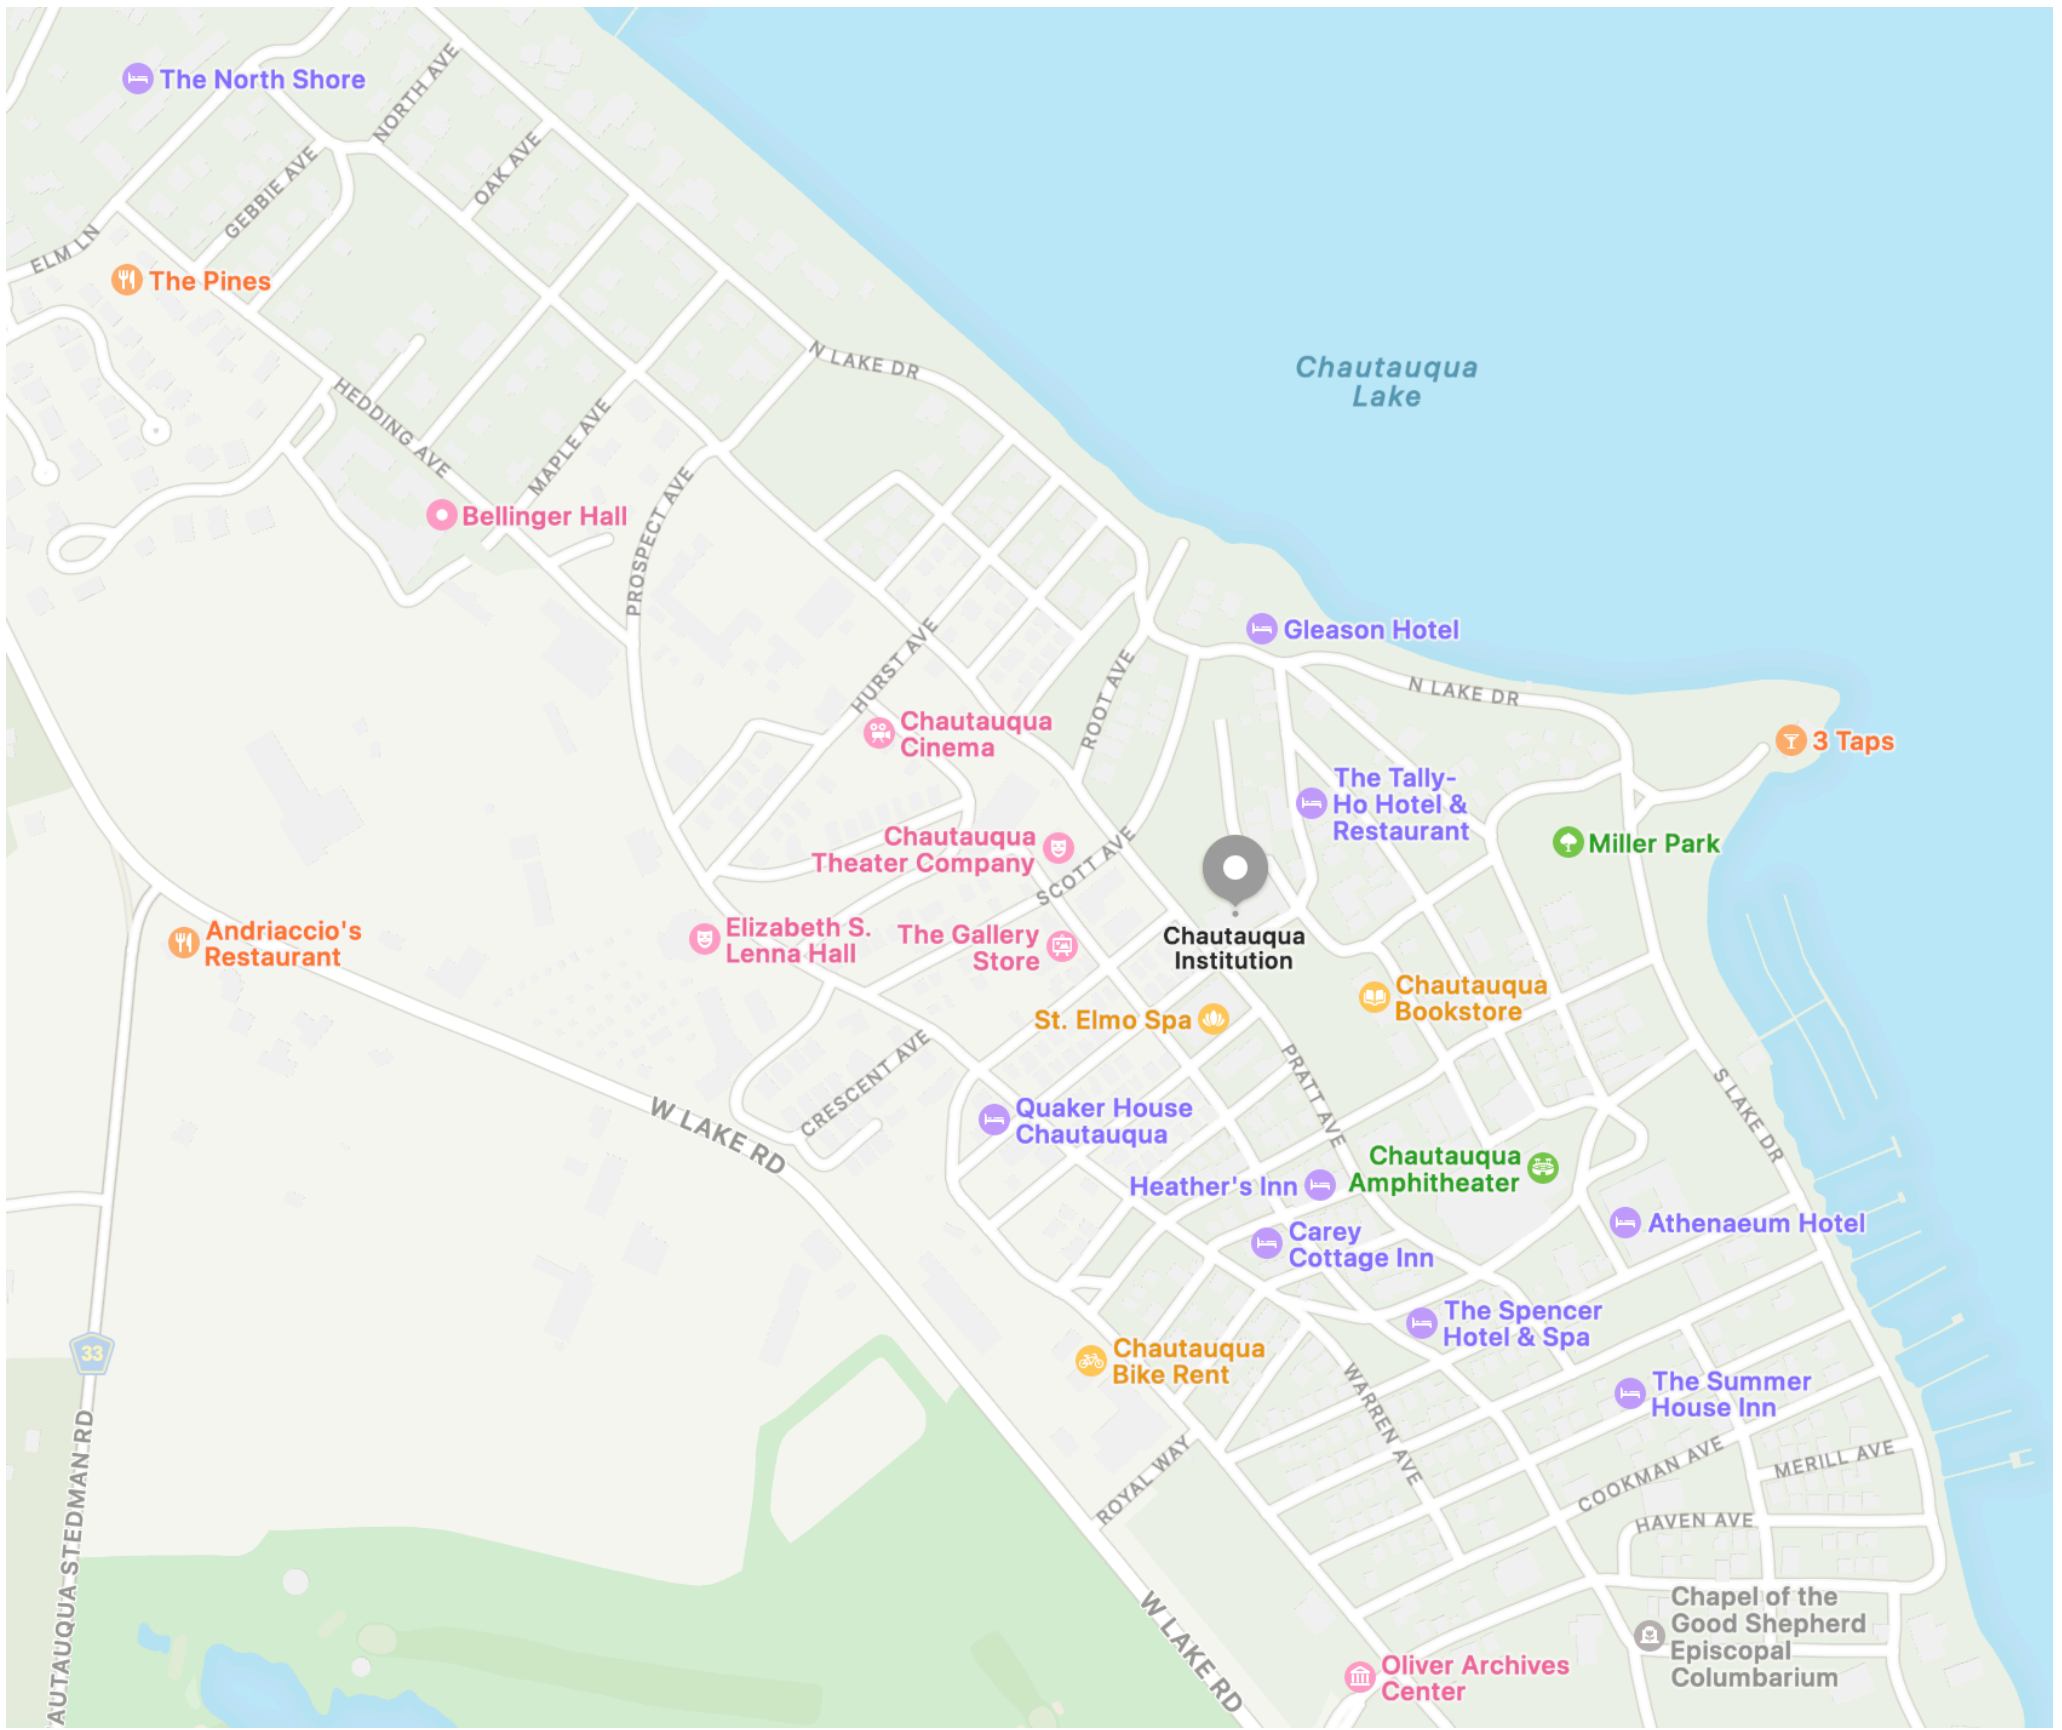 The North Shore
NORTH AVE
OAK AVE
GEBBIE AVE
ELM LN
The Pines
N LAKE DR
Chautauqua
Lake
HEDDING AVE
MAPLE AVE
PROSPECT AVE
Bellinger Hall
Gleason Hotel
HURST AVE
ROOT AVE
N LAKE DR
Chautauqua
Cinema
3 Taps
The Tally-
Ho Hotel &
Restaurant
Chautauqua
Theater Company
SCOTT AVE
Miller Park
Andriaccio's
Restaurant
Elizabeth S.
Lenna Hall
The Gallery
Store
Chautauqua
Institution
Chautauqua
Bookstore
St. Elmo Spa
CRESCENT AVE
PRATT AVE
S LAKE DR
W LAKE RD
Quaker House
Chautauqua
Chautauqua
Amphitheater
Heather's Inn
Athenaeum Hotel
Carey
Cottage Inn
The Spencer
Hotel & Spa
33
Chautauqua
Bike Rent
WARREN AVE
The Summer
House Inn
AUTAUQUA STEDMAN RD
ROYAL WAY
COOKMAN AVE
MERILL AVE
HAVEN AVE
W LAKE RD
Chapel of the
Good Shepherd
Episcopal
Columbarium
Oliver Archives
Center